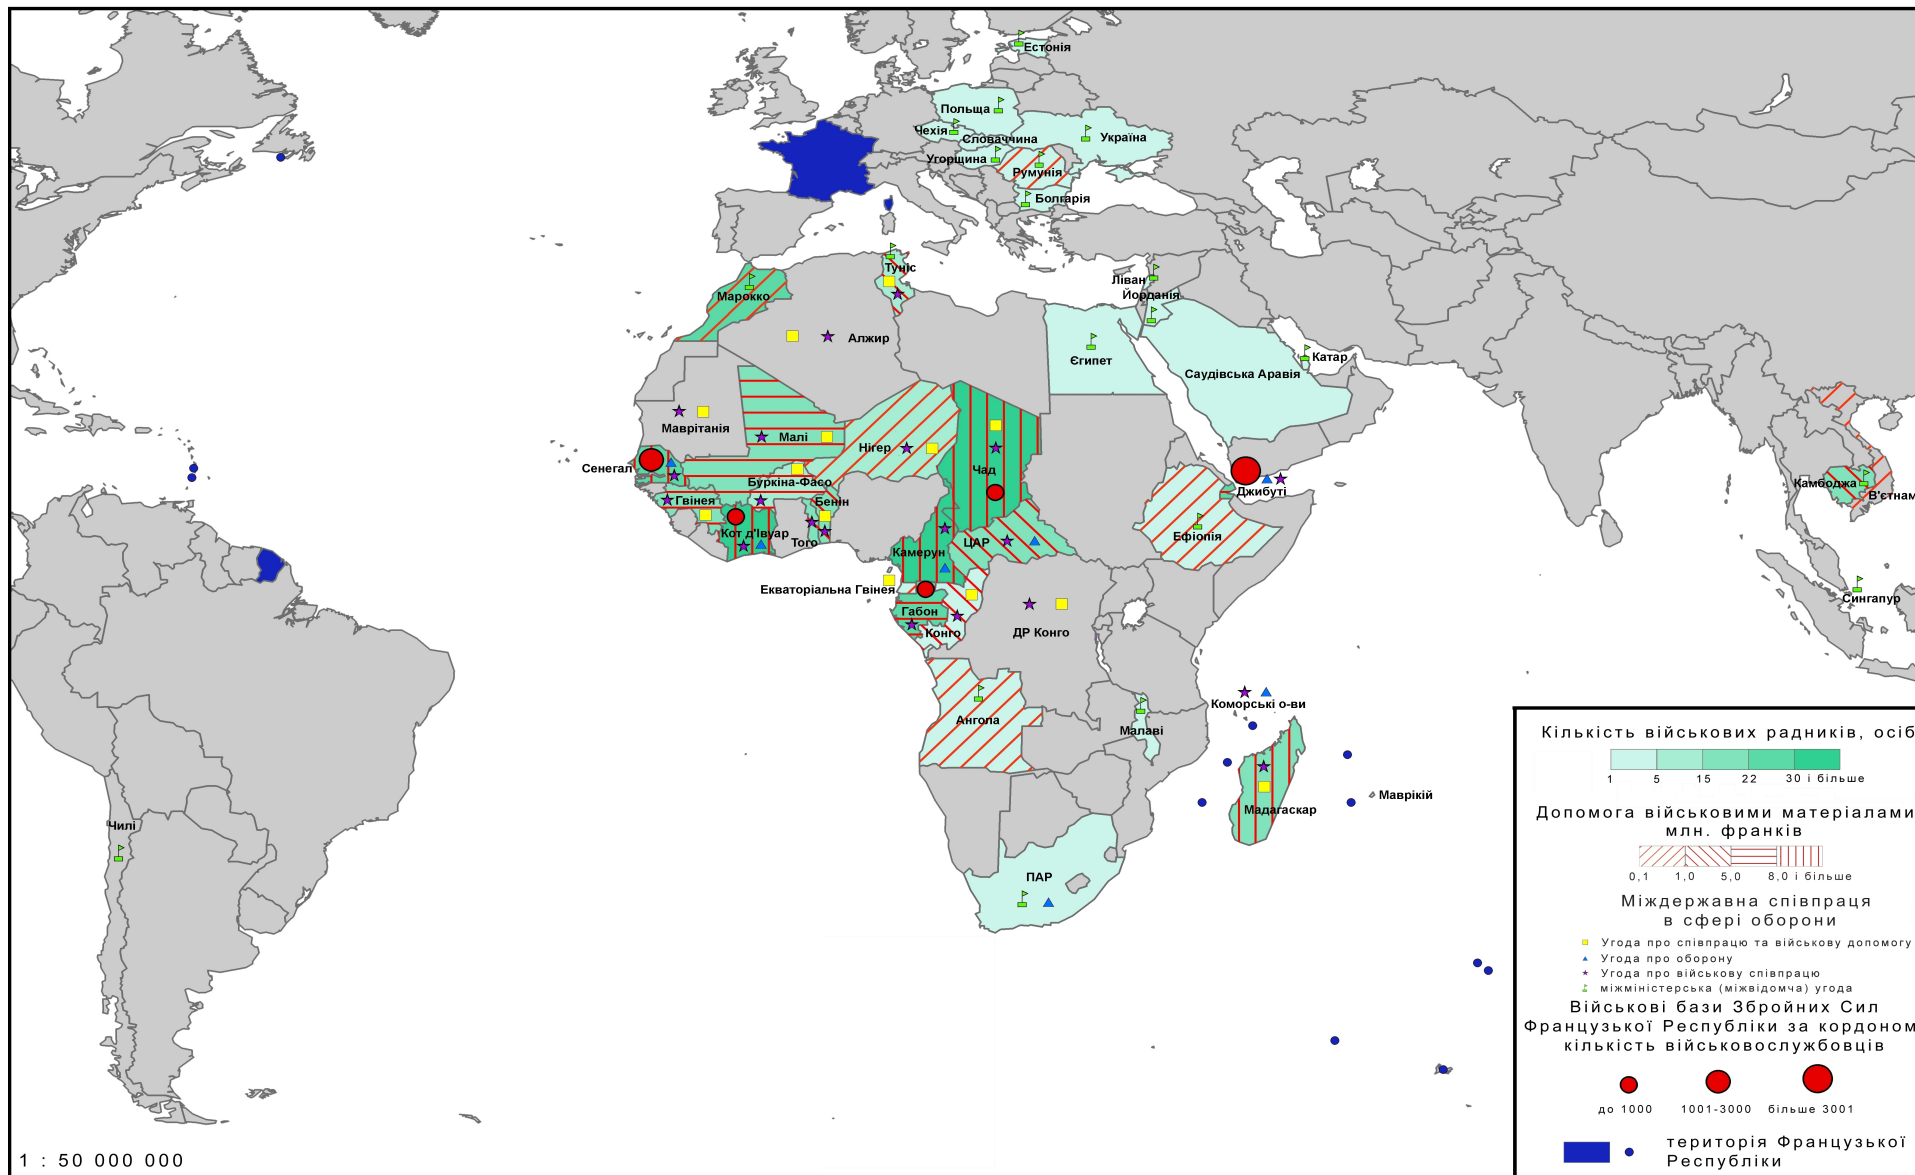 Естонія
Польща
Чехія
Словаччина
Україна
Угорщина
Румунія
Болгарія
Туніс
Ліван
Йорданія
Марокко
Алжир
Єгипет
Катар
Саудівська Аравія
Маврітанія
Малі
Нігер
Чад
Сенегал
Буркіна-Фасо
Джибуті
Камбоджа
В'єтнам
Гвінея
Бенін
Кот д'Івуар
Того
Камерун
ЦАР
Ефіопія
Екваторіальна Гвінея
Сингапур
Габон
Конго
ДР Конго
Коморські о-ви
Ангола
Малаві
Маврікій
Мадагаскар
Чилі
ПАР
Кількість військових радників, осіб
1 5 15 22 30 і більше
Допомога військовими матеріалами
млн. франків
0,1 1,0 5,0 8,0 і більше
Міждержавна співпраця
в сфері оборони
Угода про співпрацю та військову допомогу
Угода про оборону
Угода про військову співпрацю
міжміністерська (міжвідомча) угода
Військові бази Збройних Сил
Французької Республіки за кордоном
кількість військовослужбовців
до 1000 1001-3000 більше 3001
територія Французької
Республіки
1 : 50 000 000